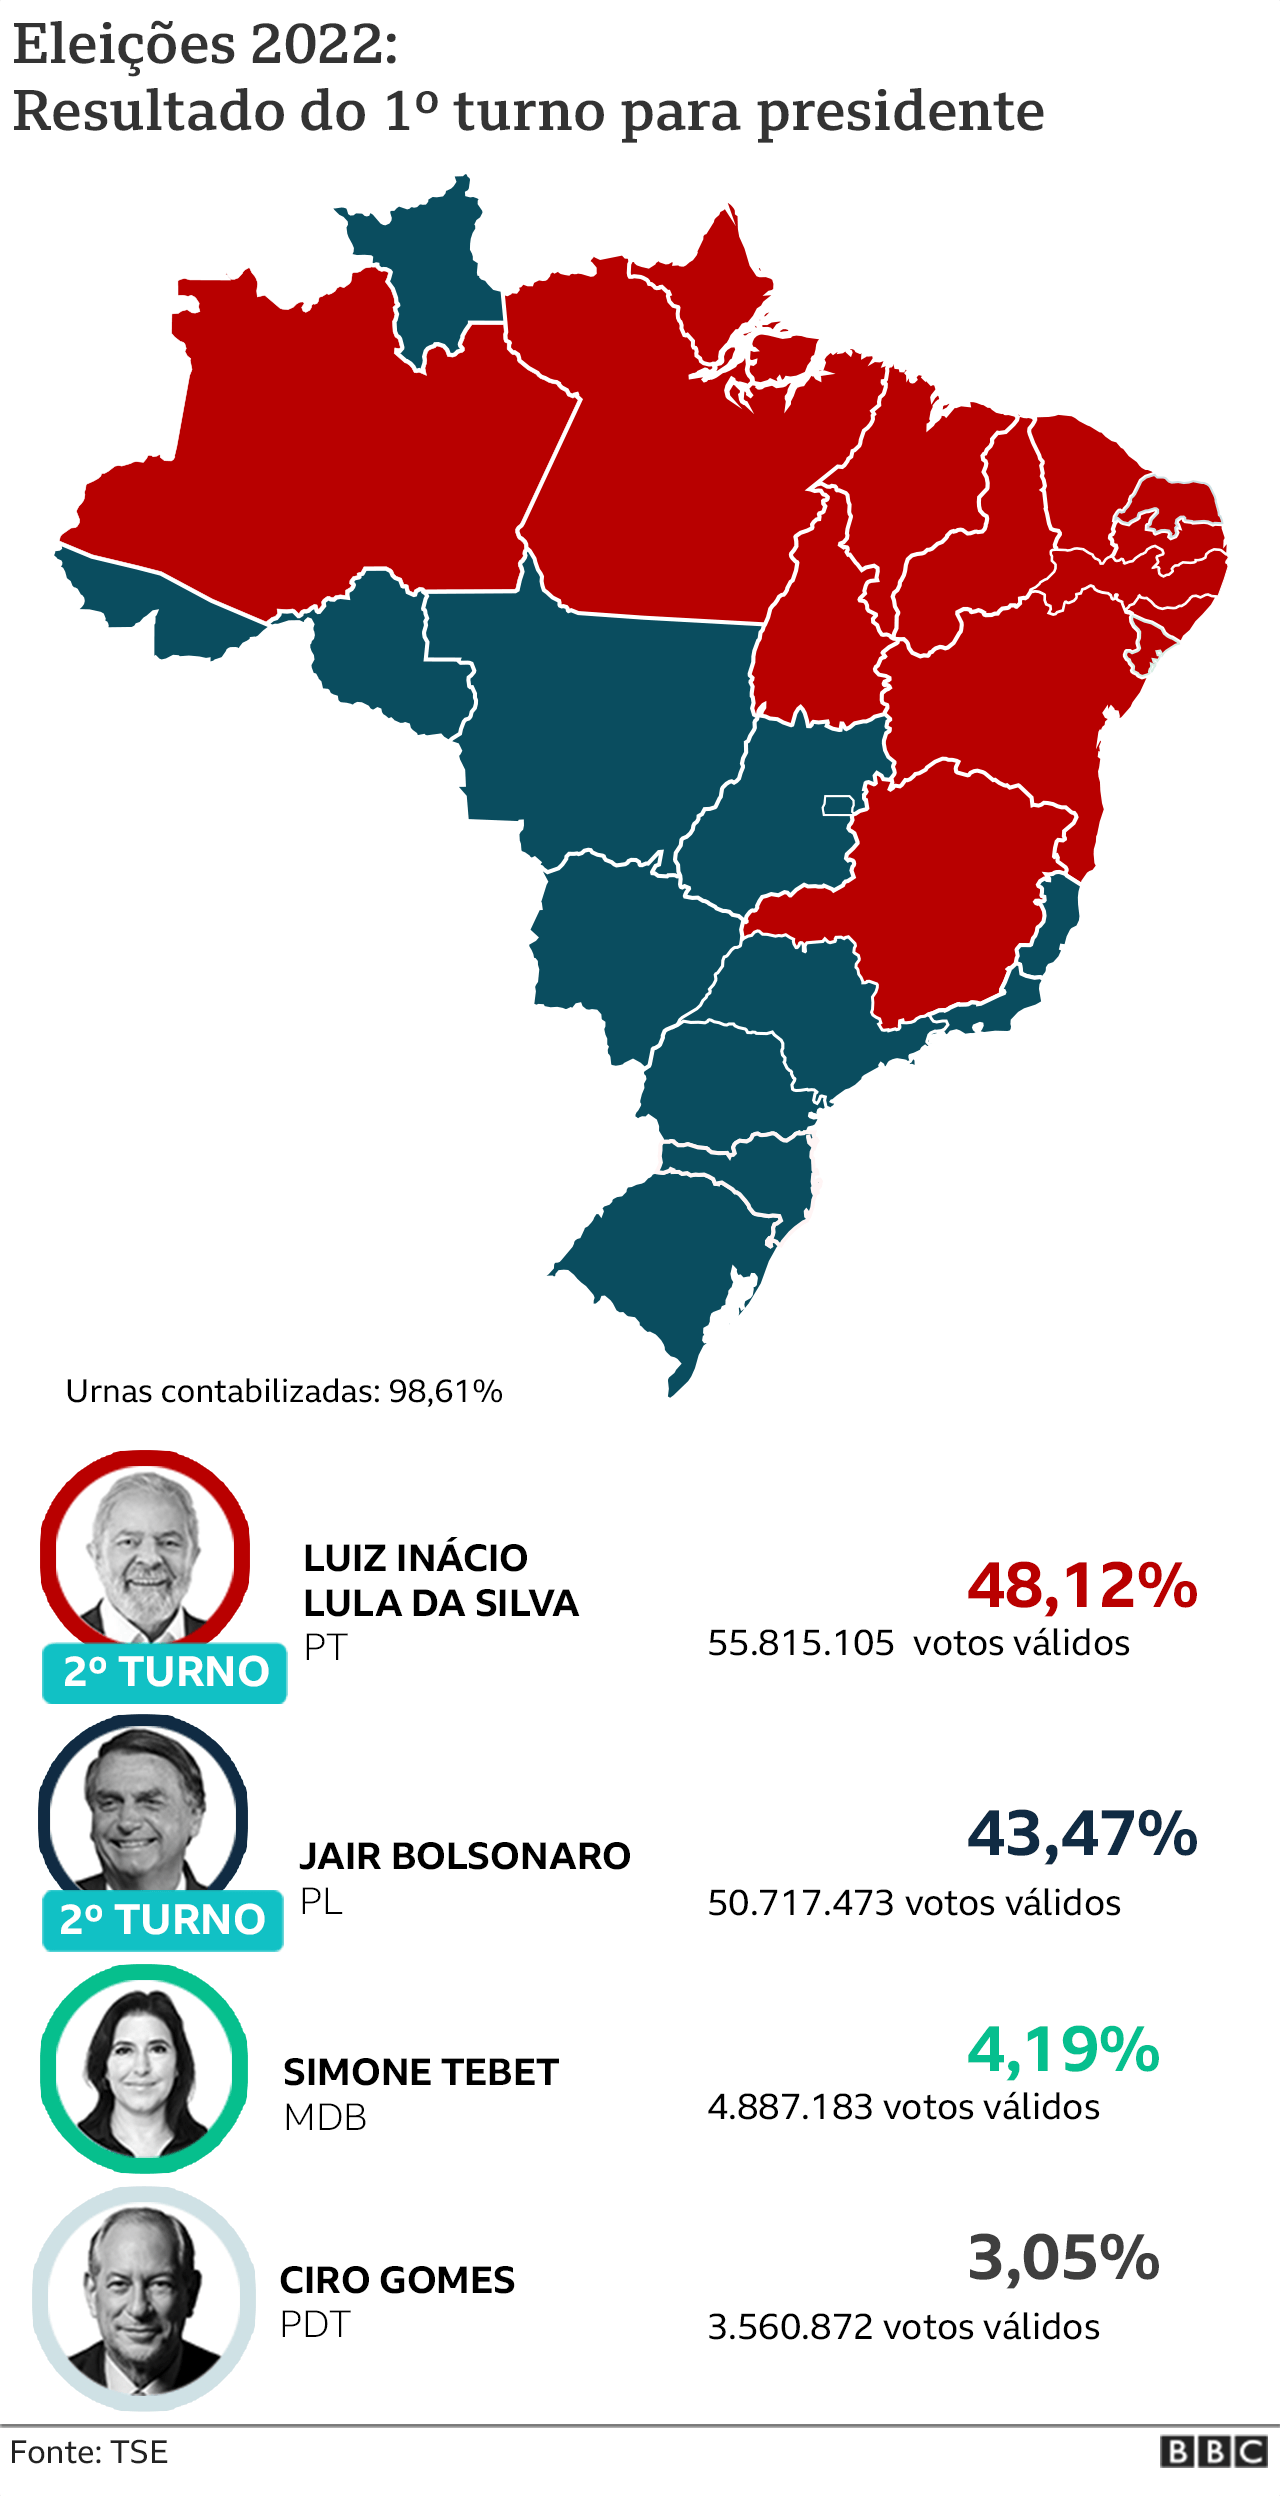 Eleições 2022:
Resultado do 1º turno para presidente
Urnas contabilizadas: 98,61%
LUIZ INÁCIO
LULA DA SILVA
PT
48,12%
55.815.105 votos válidos
2º TURNO
JAIR BOLSONARO
PL
43,47%
50.717.473 votos válidos
2º TURNO
SIMONE TEBET
MDB
4,19%
4.887.183 votos válidos
CIRO GOMES
PDT
3,05%
3.560.872 votos válidos
Fonte: TSE
BBC